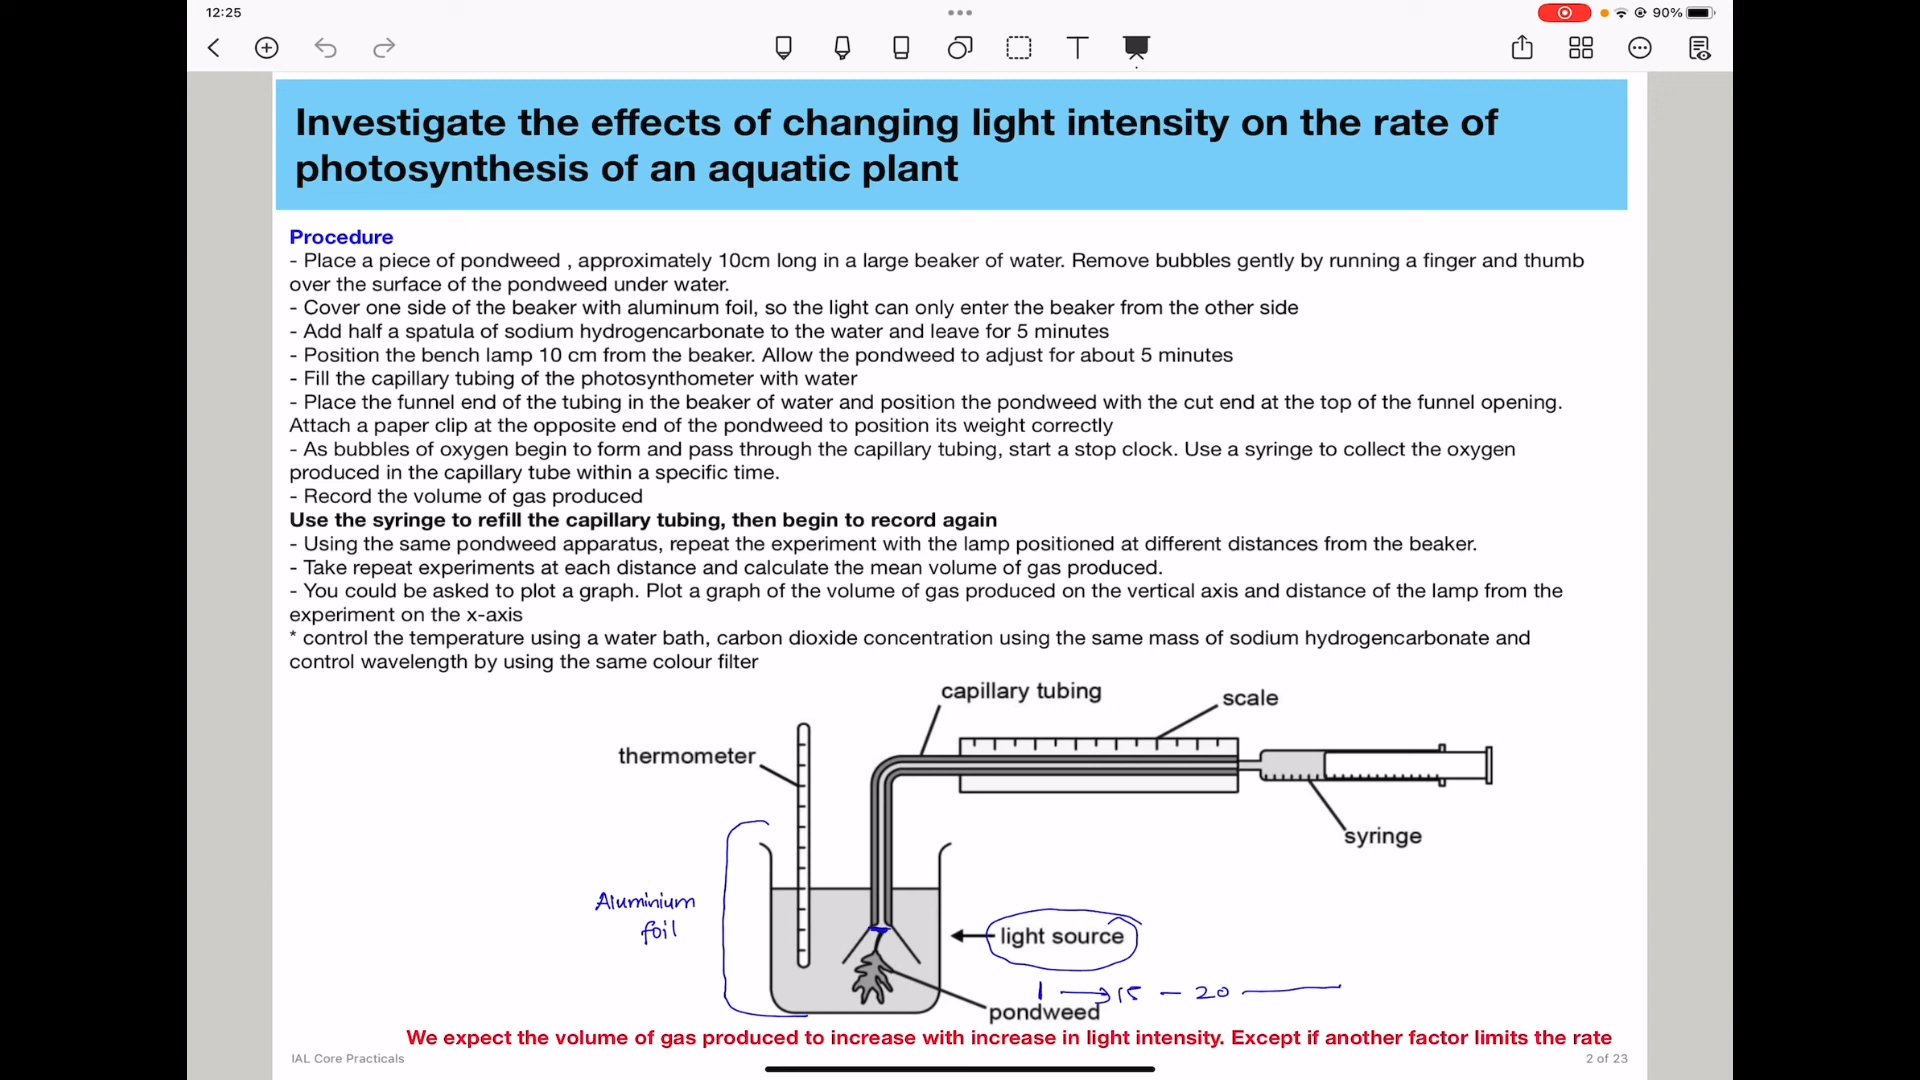 12:25
90%
Investigate the effects of changing light intensity on the rate of
photosynthesis of an aquatic plant
Procedure
- Place a piece of pondweed , approximately 10cm long in a large beaker of water. Remove bubbles gently by running a finger and thumb
over the surface of the pondweed under water.
- Cover one side of the beaker with aluminum foil, so the light can only enter the beaker from the other side
- Add half a spatula of sodium hydrogencarbonate to the water and leave for 5 minutes
- Position the bench lamp 10 cm from the beaker. Allow the pondweed to adjust for about 5 minutes
- Fill the capillary tubing of the photosynthometer with water
- Place the funnel end of the tubing in the beaker of water and position the pondweed with the cut end at the top of the funnel opening.
Attach a paper clip at the opposite end of the pondweed to position its weight correctly
- As bubbles of oxygen begin to form and pass through the capillary tubing, start a stop clock. Use a syringe to collect the oxygen
produced in the capillary tube within a specific time.
- Record the volume of gas produced
Use the syringe to refill the capillary tubing, then begin to record again
- Using the same pondweed apparatus, repeat the experiment with the lamp positioned at different distances from the beaker.
- Take repeat experiments at each distance and calculate the mean volume of gas produced.
- You could be asked to plot a graph. Plot a graph of the volume of gas produced on the vertical axis and distance of the lamp from the
experiment on the x-axis
* control the temperature using a water bath, carbon dioxide concentration using the same mass of sodium hydrogencarbonate and
control wavelength by using the same colour filter
capillary tubing
scale
thermometer
syringe
Aluminium
foil
light source
1 → 15 - 20 —
pondweed
We expect the volume of gas produced to increase with increase in light intensity. Except if another factor limits the rate
IAL Core Practicals
2 of 23